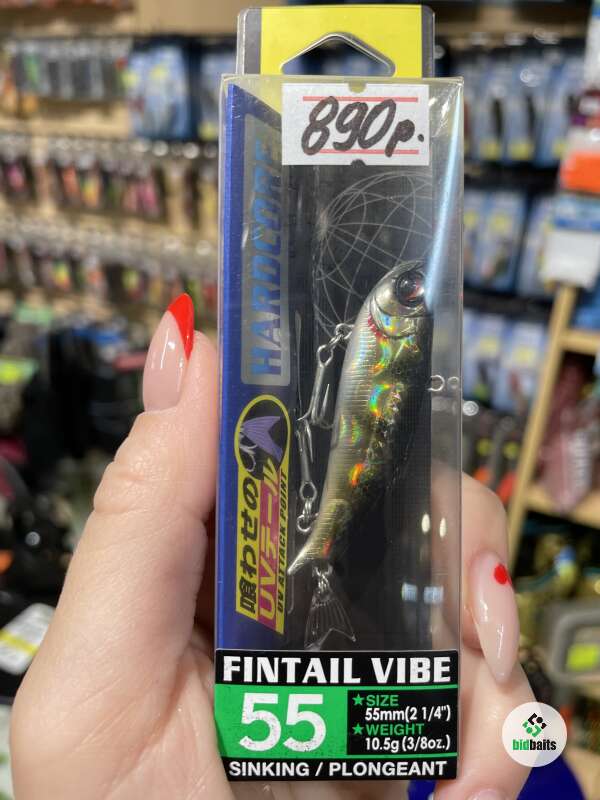 890р.
HARDCORE
喰わせの
UVテール
UV ATTACK POINT
FINTAIL VIBE
55
★SIZE
55mm(2 1/4")
★WEIGHT
10.5g (3/8oz.)
SINKING / PLONGEANT
bidbaits